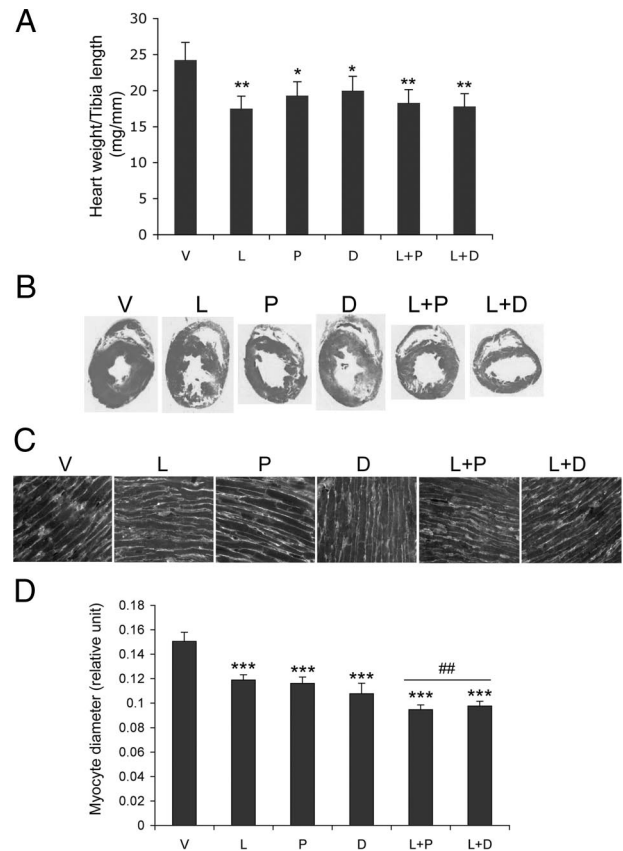 A
Heart weight/Tibia length
(mg/mm)
30
25
20
15
10
5
0
** * * ** **
V L P D L+P L+D
B
V L P D L+P L+D
C
V L P D L+P L+D
D
Myocyte diameter (relative unit)
0.18
0.16
0.14
0.12
0.1
0.08
0.06
0.04
0.02
0
##
*** *** *** *** ***
V L P D L+P L+D